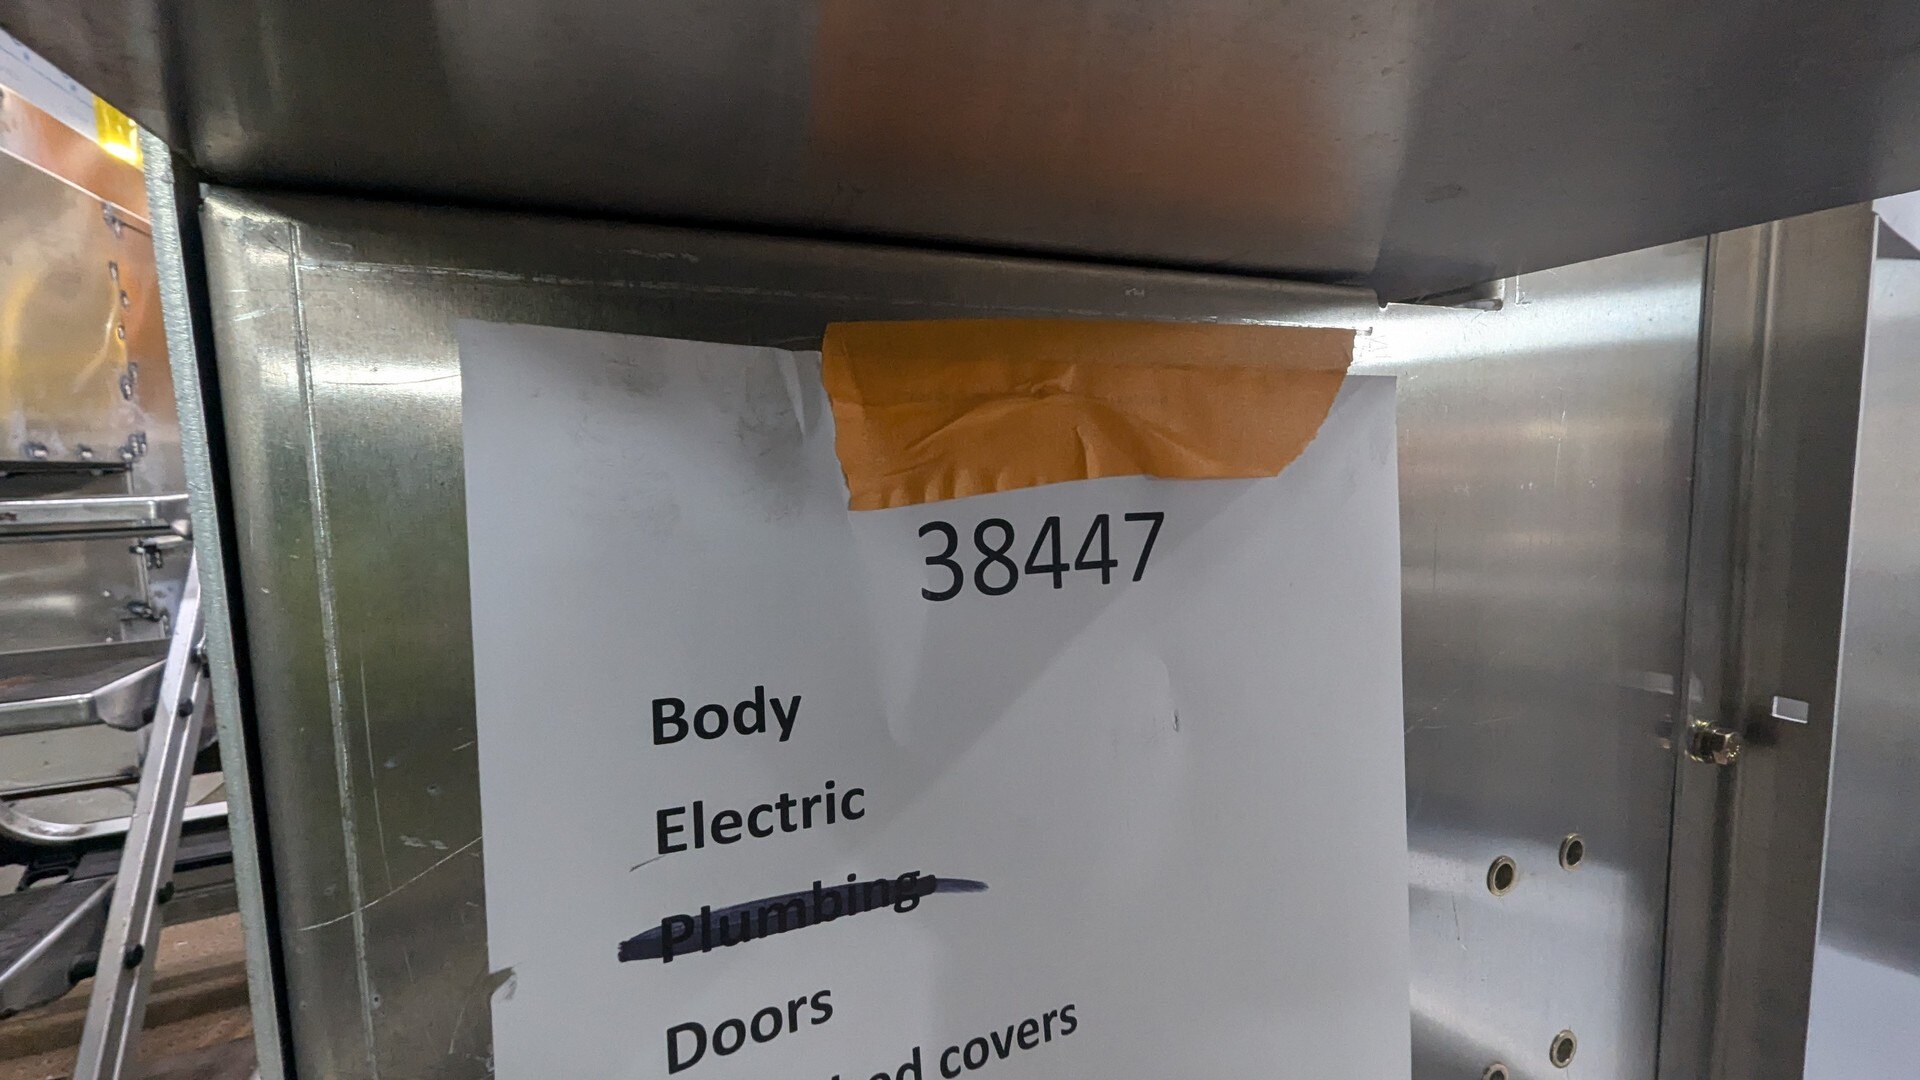 38447
Body
Electric
Plumbing
Doors
covers